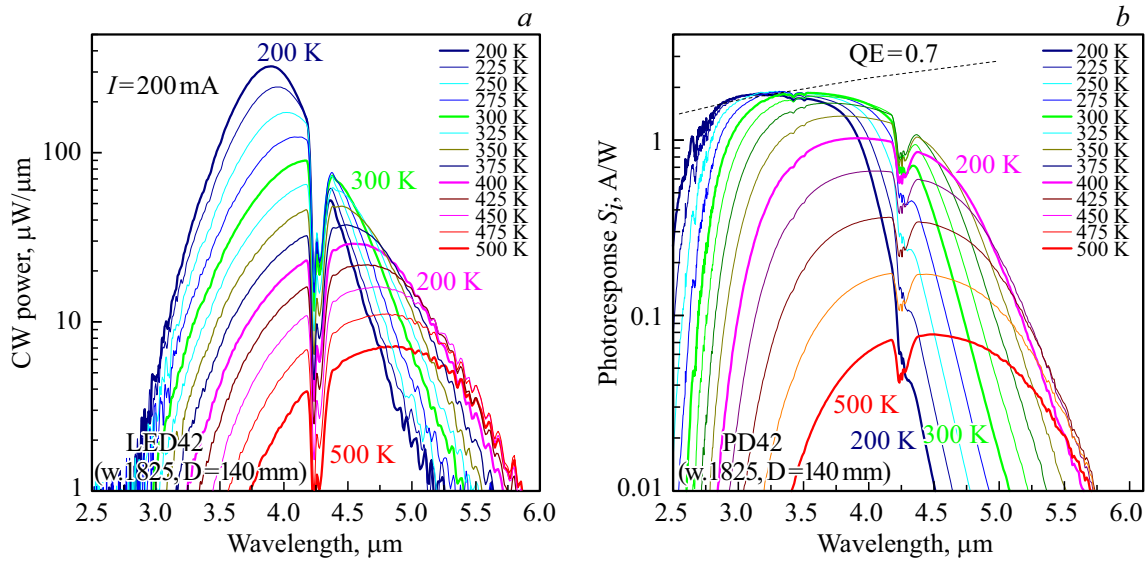 a
200 K
I = 200 mA
200 K
225 K
250 K
275 K
300 K
325 K
350 K
375 K
400 K
425 K
450 K
475 K
500 K
300 K
200 K
500 K
LED42
(w.1825, D = 140 mm)
CW power, μW/μm
100
10
1
2.5 3.0 3.5 4.0 4.5 5.0 5.5 6.0
Wavelength, μm
b
QE = 0.7
200 K
225 K
250 K
275 K
300 K
325 K
350 K
375 K
400 K
425 K
450 K
475 K
500 K
200 K
500 K
200 K
300 K
PD42
(w.1825, D = 140 mm)
Photoresponse Si, A/W
1
0.1
0.01
2.5 3.0 3.5 4.0 4.5 5.0 5.5 6.0
Wavelength, μm